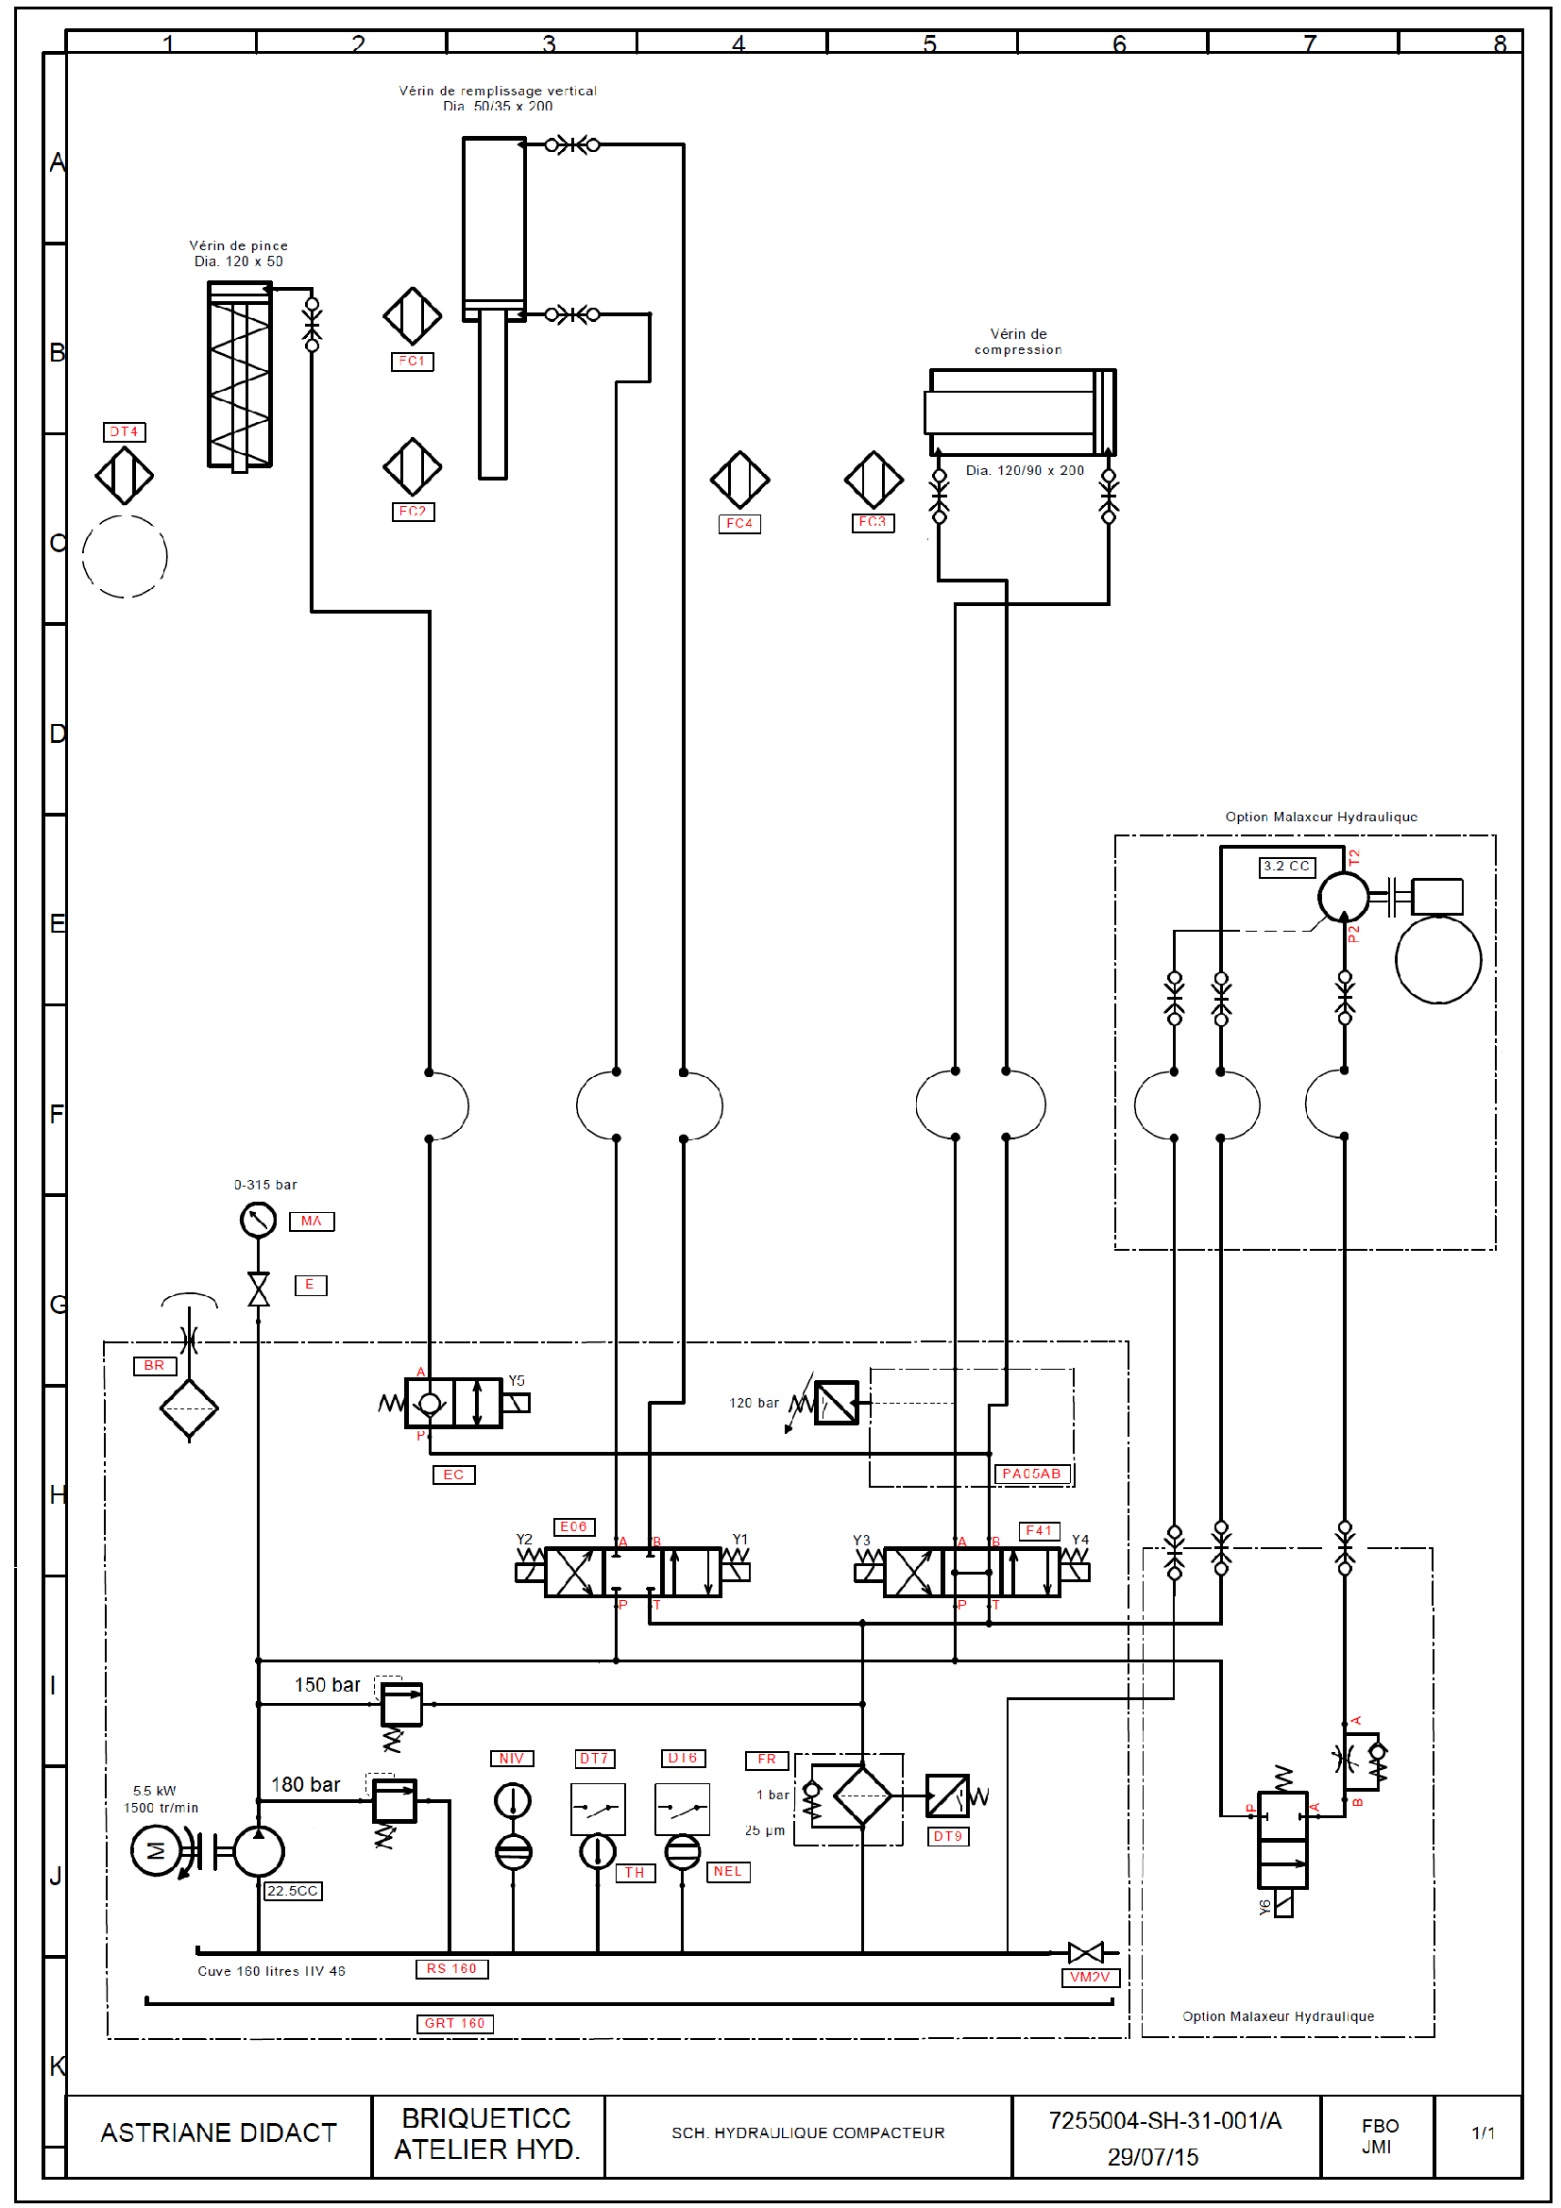 1 2 3 4 5 6 7 8
Vérin de remplissage vertical
Dia. 50/35 x 200
A
Vérin de pince
Dia. 120 x 50
FC1
B
Vérin de
compression
DT4
Dia. 120/90 x 200
FC2
FC4
FC3
C
D
Option Malaxeur Hydraulique
3.2 CC
T2
P2
E
F
0-315 bar
MA
E
G
BR
A
Y5
P
EC
120 bar
PA05AB
H
Y2
E06
A
B
Y1
P
T
Y3
A
B
F41
Y4
P
T
I
150 bar
180 bar
5.5 kW
1500 tr/min
M
22.5CC
NIV
DT7
DT6
TH
NEL
FR
1 bar
25 µm
DT9
A
B
P
A
Y6
J
Cuve 160 litres HV 46
RS 160
VM2V
GRT 160
Option Malaxeur Hydraulique
K
ASTRIANE DIDACT
BRIQUETICC
ATELIER HYD.
SCH. HYDRAULIQUE COMPACTEUR
7255004-SH-31-001/A
29/07/15
FBO
JMI
1/1